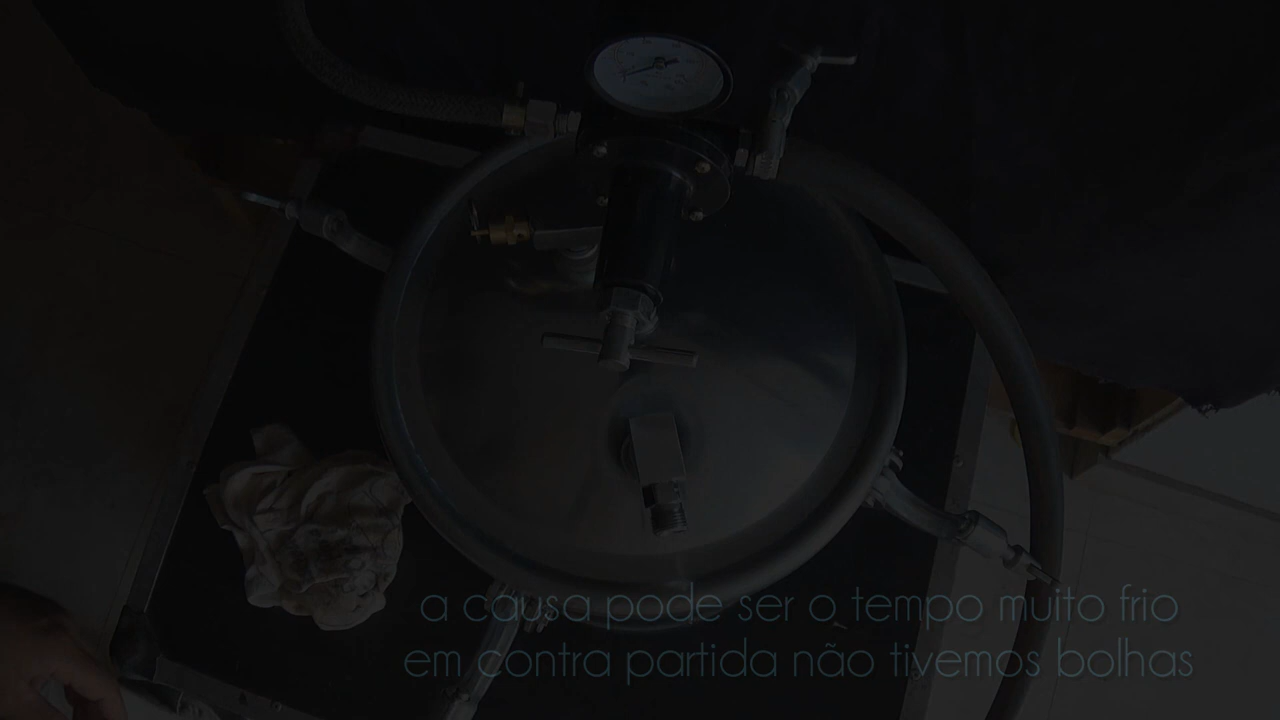 a causa pode ser o tempo muito frio
em contra partida não tivemos bolhas